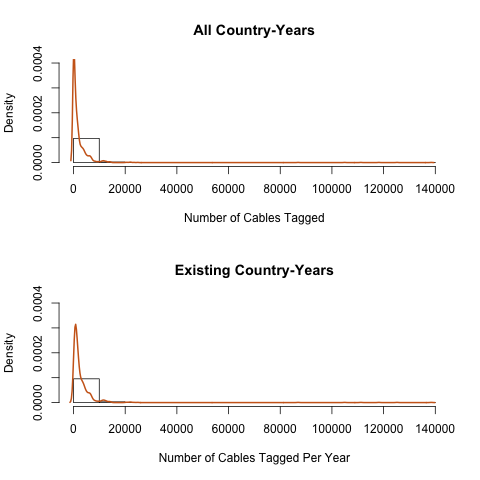 All Country-Years
Density
0.0004
0.0002
0.0000
0 20000 40000 60000 80000 100000 120000 140000
Number of Cables Tagged
Existing Country-Years
Density
0.0004
0.0002
0.0000
0 20000 40000 60000 80000 100000 120000 140000
Number of Cables Tagged Per Year